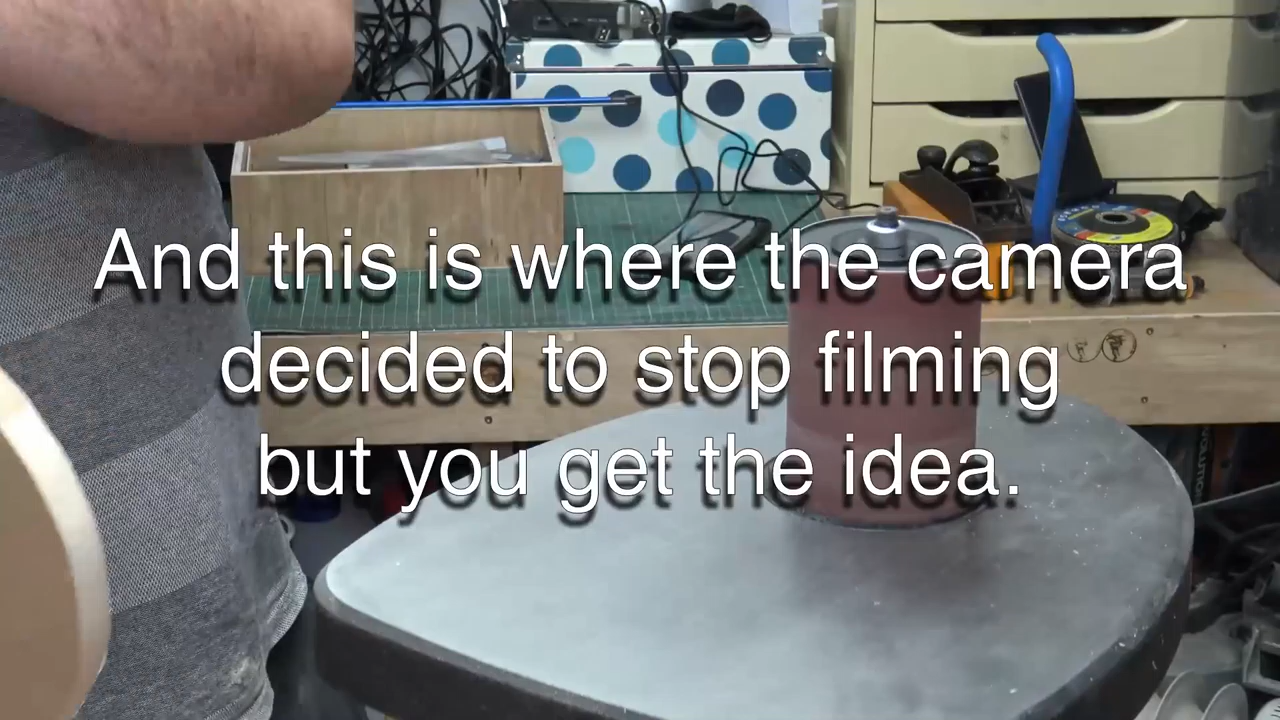 And this is where the camera
decided to stop filming
but you get the idea.